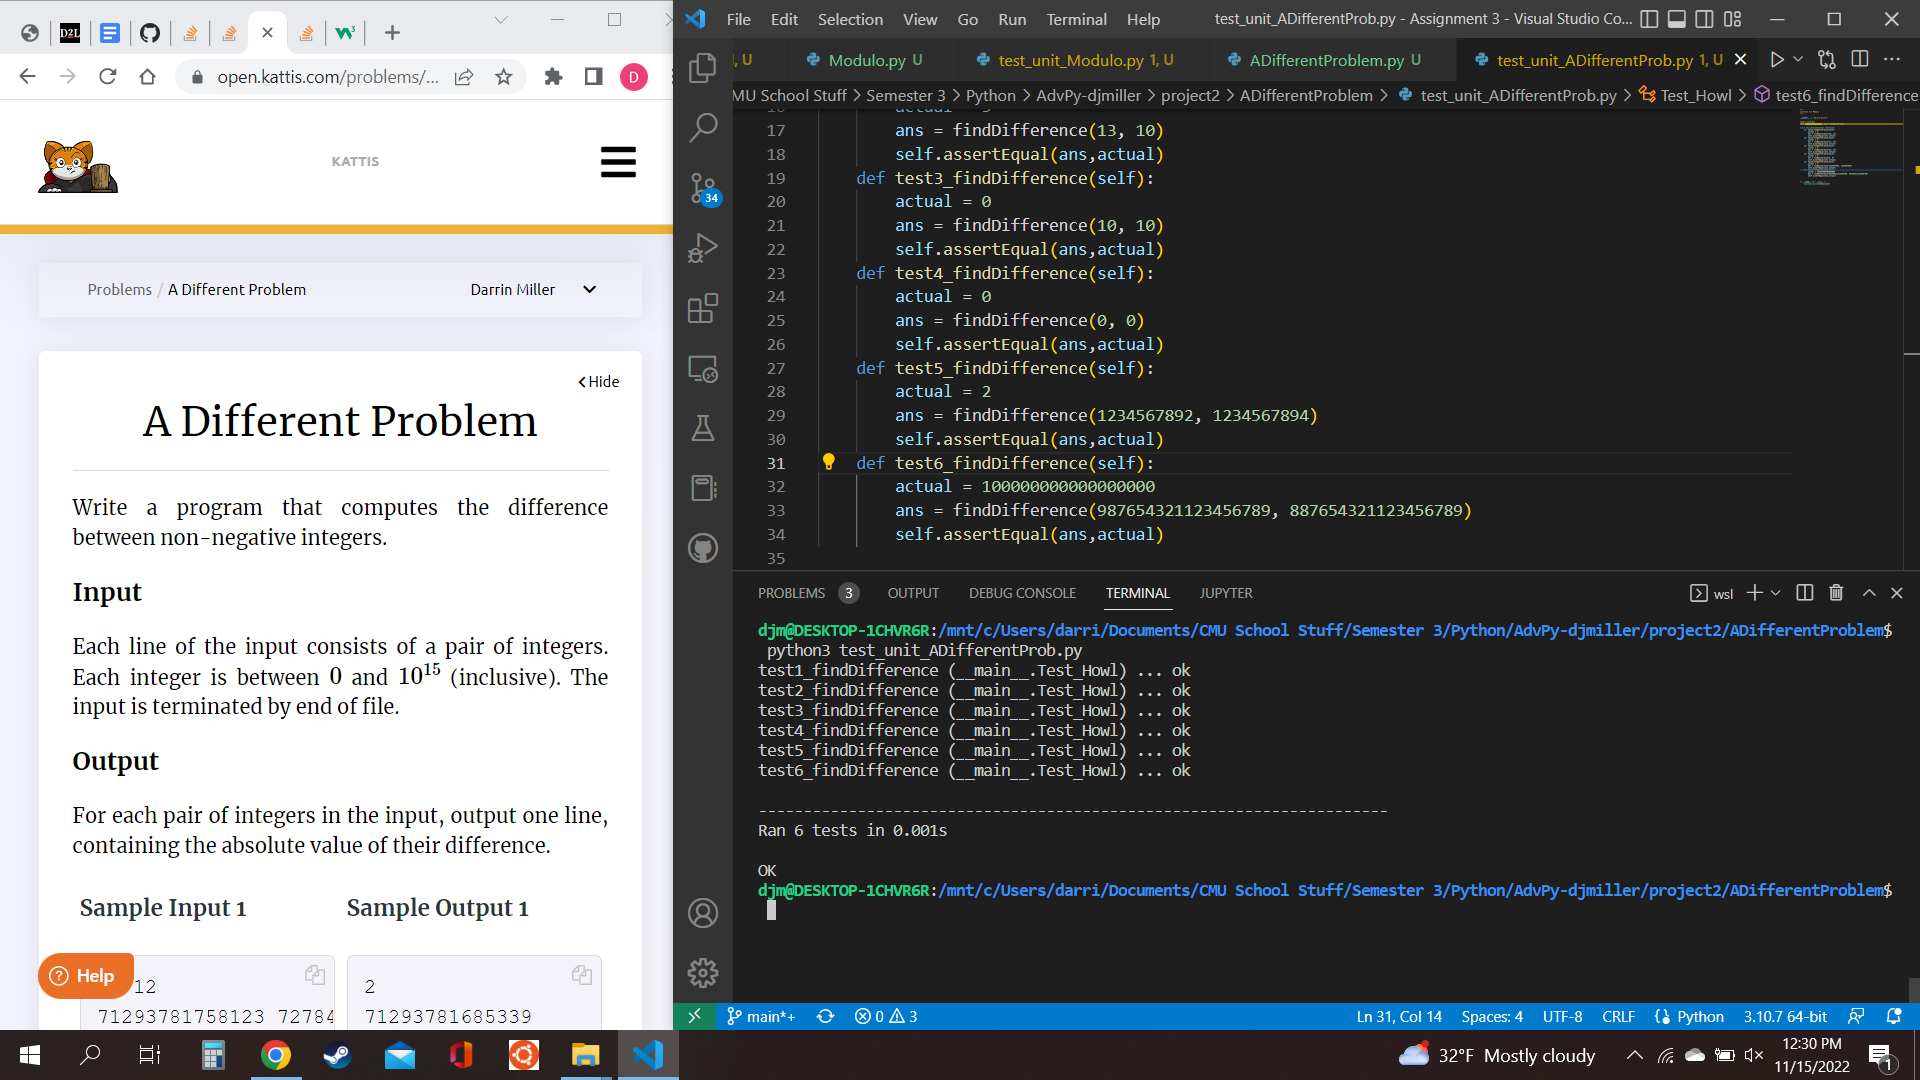 open.kattis.com/problems/...
KATTIS
Problems / A Different Problem
Darrin Miller
Hide
A Different Problem
Write a program that computes the difference
between non-negative integers.
Input
Each line of the input consists of a pair of integers.
Each integer is between 0 and 10^15 (inclusive). The
input is terminated by end of file.
Output
For each pair of integers in the input, output one line,
containing the absolute value of their difference.
Sample Input 1
Sample Output 1
12
71293781758123 72784
2
71293781685339
Help
File Edit Selection View Go Run Terminal Help
test_unit_ADifferentProb.py - Assignment 3 - Visual Studio Co...
U
Modulo.py U
test_unit_Modulo.py 1, U
ADifferentProblem.py U
test_unit_ADifferentProb.py 1, U
MU School Stuff > Semester 3 > Python > AdvPy-djmiller > project2 > ADifferentProblem > test_unit_ADifferentProb.py > Test_Howl > test6_findDifference
17 ans = findDifference(13, 10)
18 self.assertEqual(ans,actual)
19 def test3_findDifference(self):
20 actual = 0
21 ans = findDifference(10, 10)
22 self.assertEqual(ans,actual)
23 def test4_findDifference(self):
24 actual = 0
25 ans = findDifference(0, 0)
26 self.assertEqual(ans,actual)
27 def test5_findDifference(self):
28 actual = 2
29 ans = findDifference(1234567892, 1234567894)
30 self.assertEqual(ans,actual)
31 def test6_findDifference(self):
32 actual = 100000000000000000
33 ans = findDifference(987654321123456789, 887654321123456789)
34 self.assertEqual(ans,actual)
35
34
PROBLEMS 3 OUTPUT DEBUG CONSOLE TERMINAL JUPYTER
wsl
djm@DESKTOP-1CHVR6R:/mnt/c/Users/darri/Documents/CMU School Stuff/Semester 3/Python/AdvPy-djmiller/project2/ADifferentProblem$
python3 test_unit_ADifferentProb.py
test1_findDifference (__main__.Test_Howl) ... ok
test2_findDifference (__main__.Test_Howl) ... ok
test3_findDifference (__main__.Test_Howl) ... ok
test4_findDifference (__main__.Test_Howl) ... ok
test5_findDifference (__main__.Test_Howl) ... ok
test6_findDifference (__main__.Test_Howl) ... ok
----------------------------------------------------------------------
Ran 6 tests in 0.001s
OK
djm@DESKTOP-1CHVR6R:/mnt/c/Users/darri/Documents/CMU School Stuff/Semester 3/Python/AdvPy-djmiller/project2/ADifferentProblem$
main*+ 0 3
Ln 31, Col 14 Spaces: 4 UTF-8 CRLF Python 3.10.7 64-bit
32°F Mostly cloudy
12:30 PM
11/15/2022
1